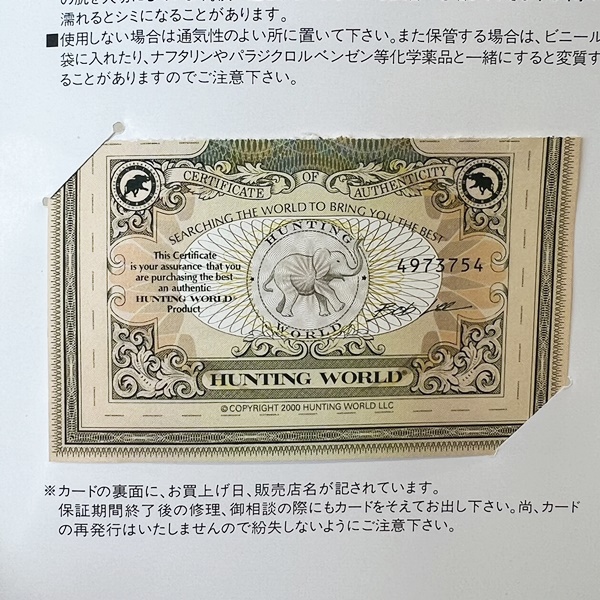 濡れるとシミになることがあります。
■使用しない場合は通気性のよい所に置いて下さい。また保管する場合は、ビニール
袋に入れたり、ナフタリンやパラジクロルベンゼン等化学薬品と一緒にすると変質す
ることがありますのでご注意下さい。
CERTIFICATE OF AUTHENTICITY
SEARCHING THE WORLD TO BRING YOU THE BEST
HUNTING
This Certificate
is your assurance that you
are purchasing the best
an authentic
HUNTING WORLD®
Product
4973754
WORLD
HUNTING WORLD®
© COPYRIGHT 2000 HUNTING WORLD LLC
※カードの裏面に、お買上げ日、販売店名が記されています。
保証期間終了後の修理、御相談の際にもカードをそえてお出し下さい。尚、カード
の再発行はいたしませんので紛失しないようにご注意下さい。